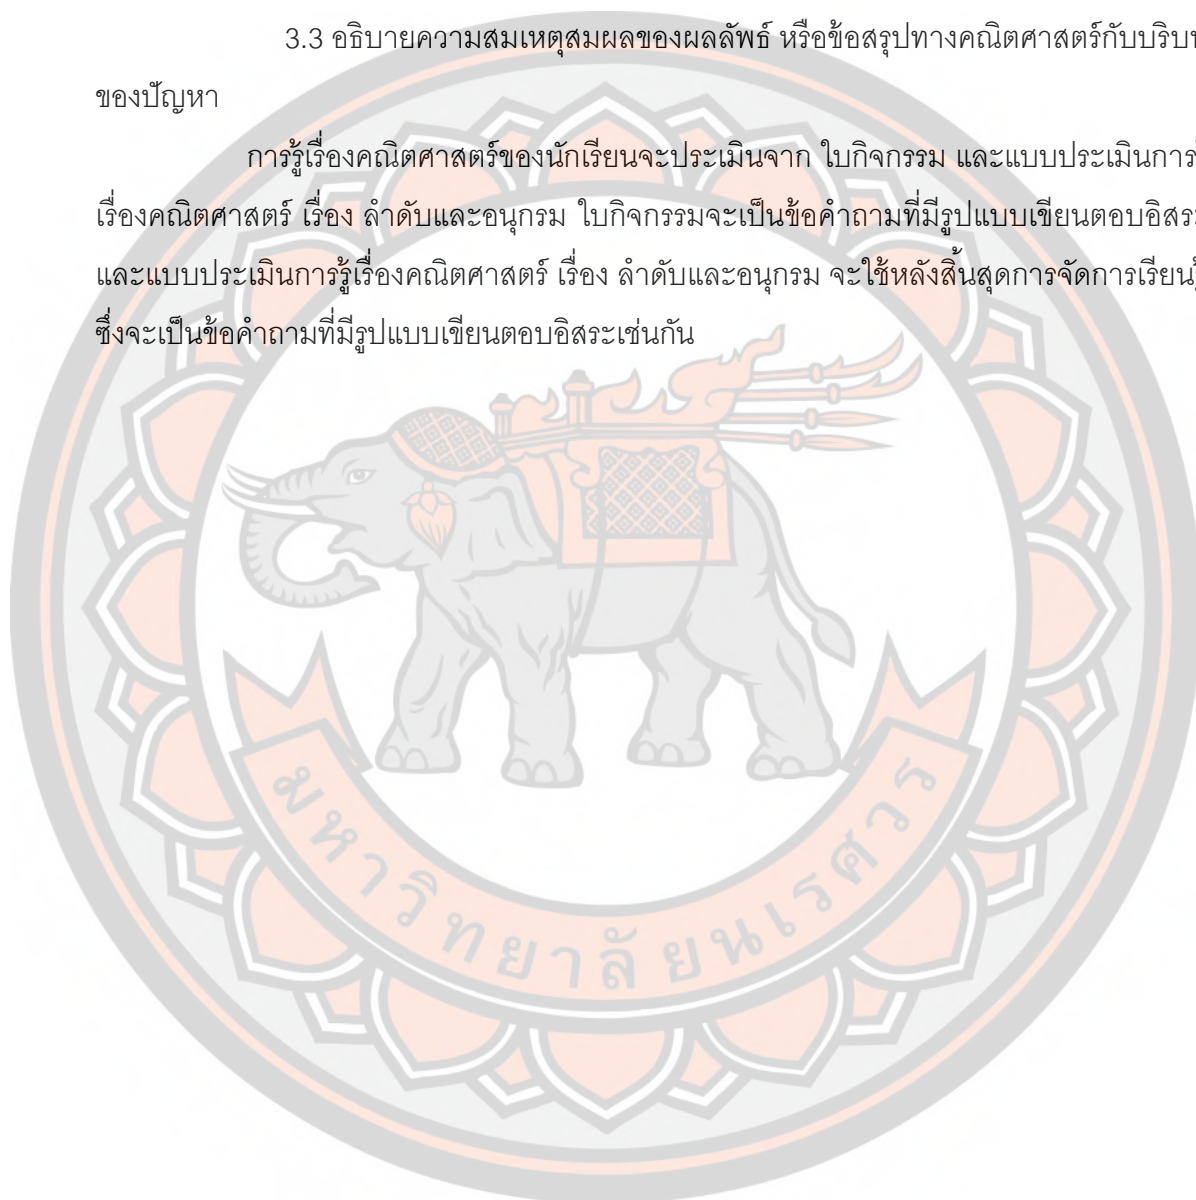 3.3 อธิบายความสมเหตุสมผลของผลลัพธ์ หรือข้อสรุปทางคณิตศาสตร์กับ
ของปัญหา
การรู้เรื่องคณิตศาสตร์ของนักเรียนจะประเมินจาก ใบกิจกรรม และแบบประเมินการ
เรื่องคณิตศาสตร์ เรื่อง ลำดับและอนุกรม ใบกิจกรรมจะเป็นข้อคำถามที่มีรูปแบบเขียนตอบอิสระ
และแบบประเมินการรู้เรื่องคณิตศาสตร์ เรื่อง ลำดับและอนุกรม จะใช้หลังสิ้นสุดการจัดการเรียนรู้
ซึ่งจะเป็นข้อคำถามที่มีรูปแบบเขียนตอบอิสระเช่นกัน
มหาวิทยาลัยนเรศวร